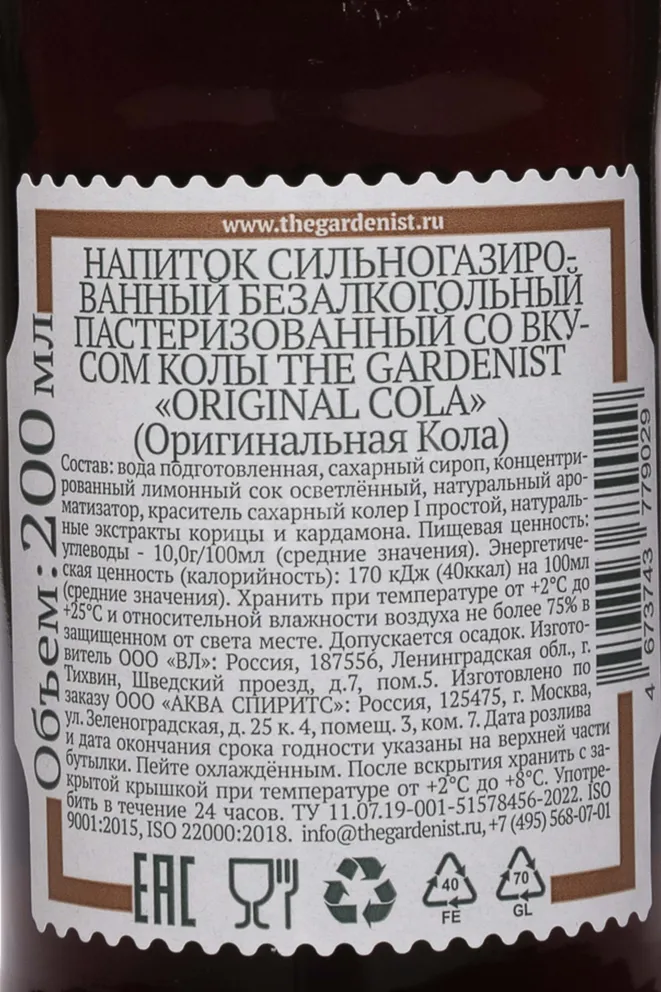 www.thegardenist.ru
НАПИТОК СИЛЬНОГАЗИРО-
ВАННЫЙ БЕЗАЛКОГОЛЬНЫЙ
ПАСТЕРИЗОВАННЫЙ СО ВКУ-
СОМ КОЛЫ THE GARDENIST
«ORIGINAL COLA»
(Оригинальная Кола)
Состав: вода подготовленная, сахарный сироп, концентри-
рованный лимонный сок осветлённый, натуральный аро-
матизатор, краситель сахарный колер I простой, натураль-
ные экстракты корицы и кардамона. Пищевая ценность:
углеводы - 10,0г/100мл (средние значения). Энергетиче-
ская ценность (калорийность): 170 кДж (40ккал) на 100мл
(средние значения). Хранить при температуре от +2°С до
+25°С и относительной влажности воздуха не более 75% в
защищенном от света месте. Допускается осадок. Изгото-
витель ООО «ВЛ»: Россия, 187556, Ленинградская обл., г.
Тихвин, Шведский проезд, д.7, пом.5. Изготовлено по
заказу ООО «АКВА СПИРИТС»: Россия, 125475, г. Москва,
ул. Зеленоградская, д. 25 к. 4, помещ. 3, ком. 7. Дата розлива
и дата окончания срока годности указаны на верхней части
бутылки. Пейте охлаждённым. После вскрытия хранить с за-
крытой крышкой при температуре от +2°С до +8°С. Употре-
бить в течение 24 часов. ТУ 11.07.19-001-51578456-2022. ISO
9001:2015, ISO 22000:2018. info@thegardenist.ru, +7 (495) 568-07-01
Объем: 200 мл
4 673743 779029
EAC
40
FE
70
GL